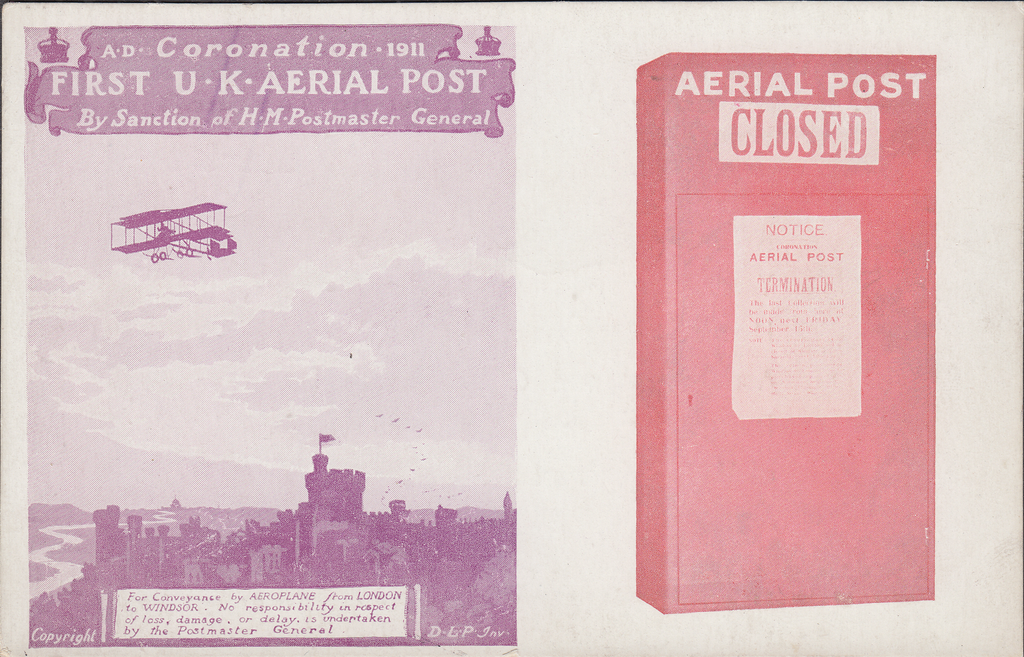 A·D· Coronation · 1911
FIRST U·K·AERIAL POST
By Sanction of H·M·Postmaster General
For Conveyance by AEROPLANE from LONDON
to WINDSOR. No responsibility in respect
of loss, damage, or delay, is undertaken
by the Postmaster General
Copyright
D·L·P·Inv·
AERIAL POST
CLOSED
NOTICE
CORONATION
AERIAL POST
TERMINATION
The last Collection will
be made from
NOON, next FRIDAY
September 15th